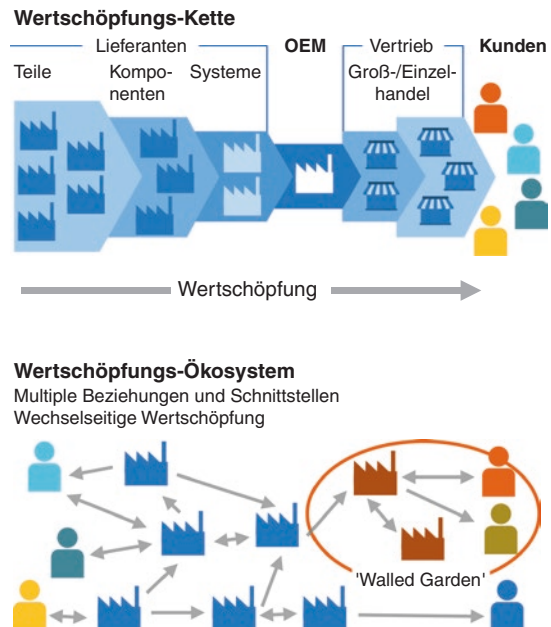 Wertschöpfungs-Kette
Lieferanten OEM Vertrieb Kunden
Teile Kompo-
nenten Systeme Groß-/Einzel-
handel
Wertschöpfung
Wertschöpfungs-Ökosystem
Multiple Beziehungen und Schnittstellen
Wechselseitige Wertschöpfung
'Walled Garden'